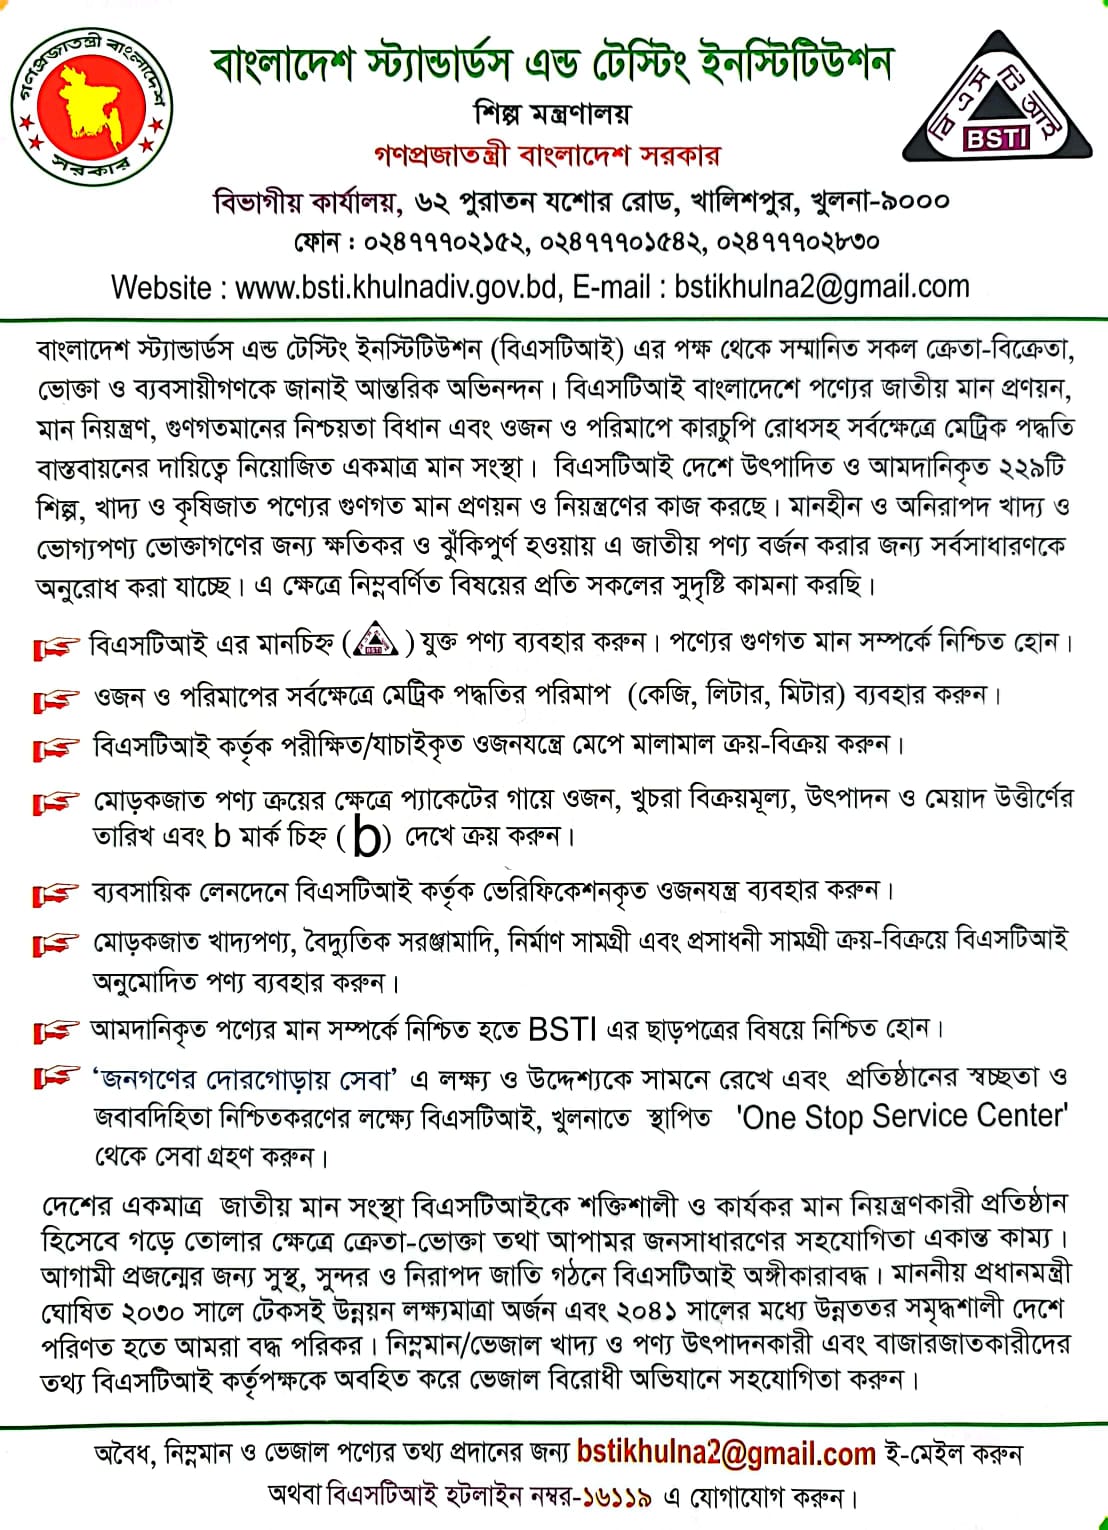 গণপ্রজাতন্ত্রী বাংলাদেশ
সরকার
বাংলাদেশ স্ট্যান্ডার্ডস এন্ড টেস্টিং ইনস্টিটিউশন
শিল্প মন্ত্রণালয়
গণপ্রজাতন্ত্রী বাংলাদেশ সরকার
বি এস টি আই
BSTI
বিভাগীয় কার্যালয়, ৬২ পুরাতন যশোর রোড, খালিশপুর, খুলনা-৯০০০
ফোন : ০২৪৭৭৭০২১৫২, ০২৪৭৭৭০১৫৪২, ০২৪৭৭৭০২৮৩০
Website : www.bsti.khulnadiv.gov.bd, E-mail : bstikhulna2@gmail.com
বাংলাদেশ স্ট্যান্ডার্ডস এন্ড টেস্টিং ইনস্টিটিউশন (বিএসটিআই) এর পক্ষ থেকে সম্মানিত সকল ক্রেতা-বিক্রেতা,
ভোক্তা ও ব্যবসায়ীগণকে জানাই আন্তরিক অভিনন্দন। বিএসটিআই বাংলাদেশে পণ্যের জাতীয় মান প্রণয়ন,
মান নিয়ন্ত্রণ, গুণগতমানের নিশ্চয়তা বিধান এবং ওজন ও পরিমাপে কারচুপি রোধসহ সর্বক্ষেত্রে মেট্রিক পদ্ধতি
বাস্তবায়নের দায়িত্বে নিয়োজিত একমাত্র মান সংস্থা। বিএসটিআই দেশে উৎপাদিত ও আমদানিকৃত ২২৯টি
শিল্প, খাদ্য ও কৃষিজাত পণ্যের গুণগত মান প্রণয়ন ও নিয়ন্ত্রণের কাজ করছে। মানহীন ও অনিরাপদ খাদ্য ও
ভোগ্যপণ্য ভোক্তাগণের জন্য ক্ষতিকর ও ঝুঁকিপূর্ণ হওয়ায় এ জাতীয় পণ্য বর্জন করার জন্য সর্বসাধারণকে
অনুরোধ করা যাচ্ছে। এ ক্ষেত্রে নিম্নবর্ণিত বিষয়ের প্রতি সকলের সুদৃষ্টি কামনা করছি।
বিএসটিআই এর মানচিহ্ন (BSTI) যুক্ত পণ্য ব্যবহার করুন। পণ্যের গুণগত মান সম্পর্কে নিশ্চিত হোন।
ওজন ও পরিমাপের সর্বক্ষেত্রে মেট্রিক পদ্ধতির পরিমাপ (কেজি, লিটার, মিটার) ব্যবহার করুন।
বিএসটিআই কর্তৃক পরীক্ষিত/যাচাইকৃত ওজনযন্ত্রে মেপে মালামাল ক্রয়-বিক্রয় করুন।
মোড়কজাত পণ্য ক্রয়ের ক্ষেত্রে প্যাকেটের গায়ে ওজন, খুচরা বিক্রয়মূল্য, উৎপাদন ও মেয়াদ উত্তীর্ণের
তারিখ এবং b মার্ক চিহ্ন (b) দেখে ক্রয় করুন।
ব্যবসায়িক লেনদেনে বিএসটিআই কর্তৃক ভেরিফিকেশনকৃত ওজনযন্ত্র ব্যবহার করুন।
মোড়কজাত খাদ্যপণ্য, বৈদ্যুতিক সরঞ্জামাদি, নির্মাণ সামগ্রী এবং প্রসাধনী সামগ্রী ক্রয়-বিক্রয়ে বিএসটিআই
অনুমোদিত পণ্য ব্যবহার করুন।
আমদানিকৃত পণ্যের মান সম্পর্কে নিশ্চিত হতে BSTI এর ছাড়পত্রের বিষয়ে নিশ্চিত হোন।
‘জনগণের দোরগোড়ায় সেবা’ এ লক্ষ্য ও উদ্দেশ্যকে সামনে রেখে এবং প্রতিষ্ঠানের স্বচ্ছতা ও
জবাবদিহিতা নিশ্চিতকরণের লক্ষ্যে বিএসটিআই, খুলনাতে স্থাপিত 'One Stop Service Center'
থেকে সেবা গ্রহণ করুন।
দেশের একমাত্র জাতীয় মান সংস্থা বিএসটিআইকে শক্তিশালী ও কার্যকর মান নিয়ন্ত্রণকারী প্রতিষ্ঠান
হিসেবে গড়ে তোলার ক্ষেত্রে ক্রেতা-ভোক্তা তথা আপামর জনসাধারণের সহযোগিতা একান্ত কাম্য।
আগামী প্রজন্মের জন্য সুস্থ, সুন্দর ও নিরাপদ জাতি গঠনে বিএসটিআই অঙ্গীকারাবদ্ধ। মাননীয় প্রধানমন্ত্রী
ঘোষিত ২০৩০ সালে টেকসই উন্নয়ন লক্ষ্যমাত্রা অর্জন এবং ২০৪১ সালের মধ্যে উন্নততর সমৃদ্ধশালী দেশে
পরিণত হতে আমরা বদ্ধ পরিকর। নিম্নমান/ভেজাল খাদ্য ও পণ্য উৎপাদনকারী এবং বাজারজাতকারীদের
তথ্য বিএসটিআই কর্তৃপক্ষকে অবহিত করে ভেজাল বিরোধী অভিযানে সহযোগিতা করুন।
অবৈধ, নিম্নমান ও ভেজাল পণ্যের তথ্য প্রদানের জন্য bstikhulna2@gmail.com ই-মেইল করুন
অথবা বিএসটিআই হটলাইন নম্বর-১৬১১৯ এ যোগাযোগ করুন।